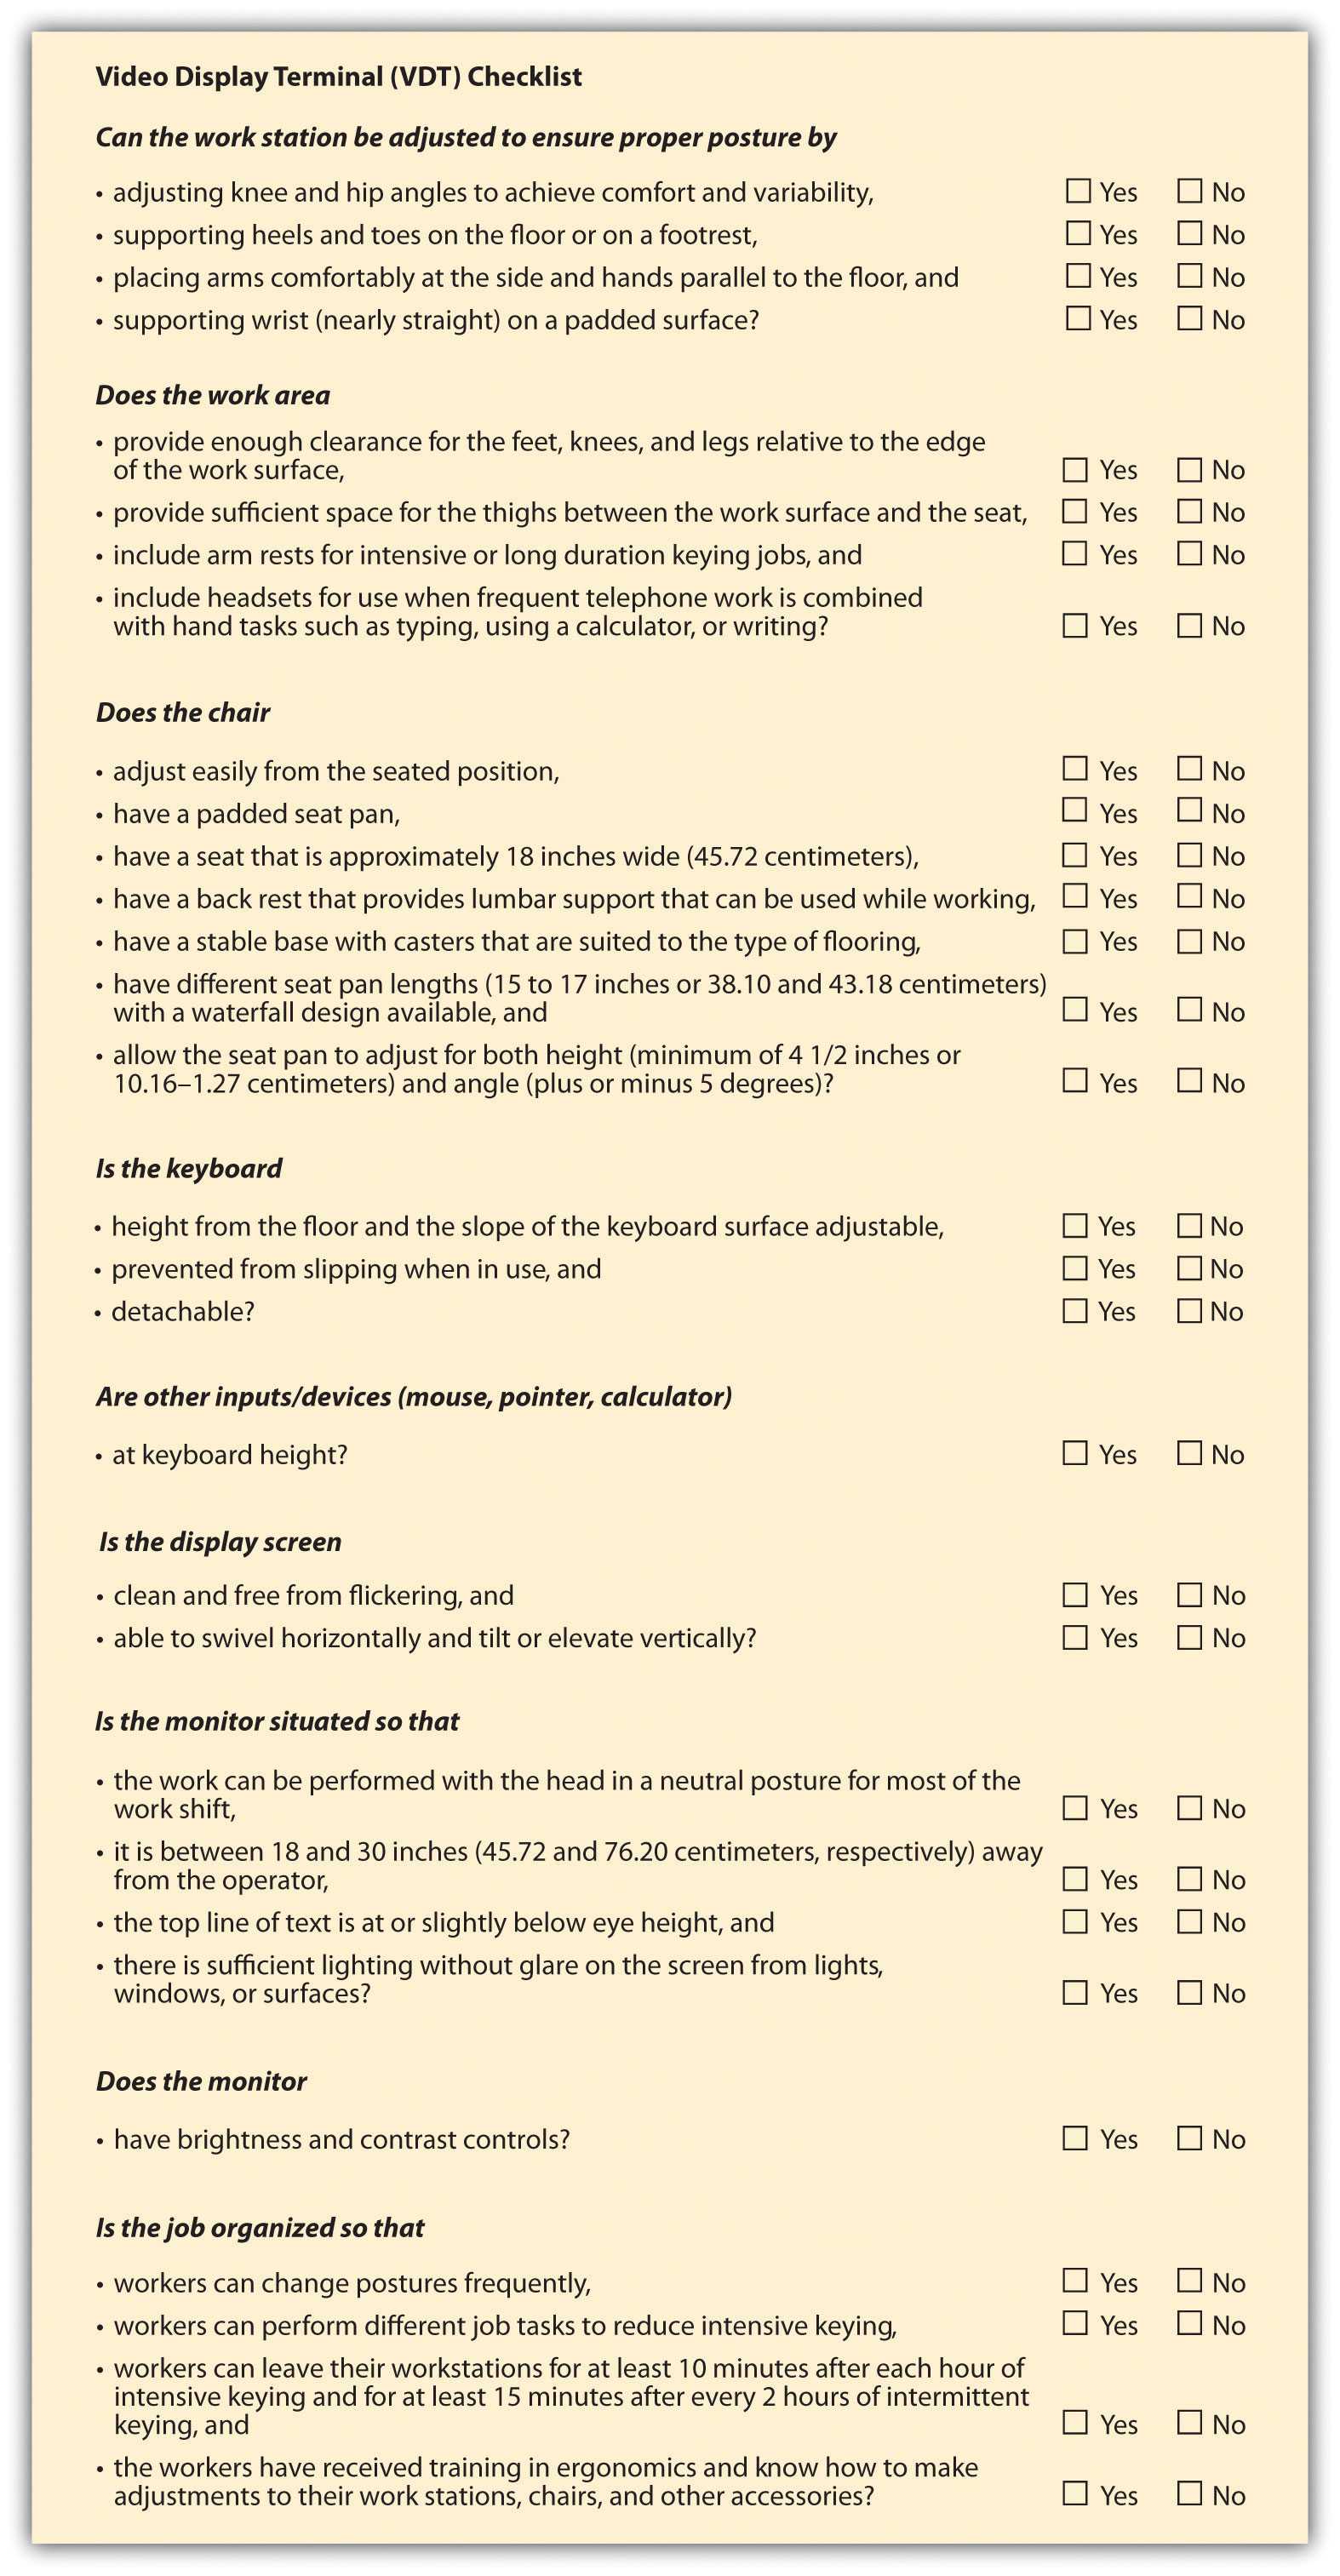 Video Display Terminal (VDT) Checklist
Can the work station be adjusted to ensure proper posture by
• adjusting knee and hip angles to achieve comfort and variability, ☐ Yes ☐ No
• supporting heels and toes on the floor or on a footrest, ☐ Yes ☐ No
• placing arms comfortably at the side and hands parallel to the floor, and ☐ Yes ☐ No
• supporting wrist (nearly straight) on a padded surface? ☐ Yes ☐ No
Does the work area
• provide enough clearance for the feet, knees, and legs relative to the edge
of the work surface, ☐ Yes ☐ No
• provide sufficient space for the thighs between the work surface and the seat, ☐ Yes ☐ No
• include arm rests for intensive or long duration keying jobs, and ☐ Yes ☐ No
• include headsets for use when frequent telephone work is combined
with hand tasks such as typing, using a calculator, or writing? ☐ Yes ☐ No
Does the chair
• adjust easily from the seated position, ☐ Yes ☐ No
• have a padded seat pan, ☐ Yes ☐ No
• have a seat that is approximately 18 inches wide (45.72 centimeters), ☐ Yes ☐ No
• have a back rest that provides lumbar support that can be used while working, ☐ Yes ☐ No
• have a stable base with casters that are suited to the type of flooring, ☐ Yes ☐ No
• have different seat pan lengths (15 to 17 inches or 38.10 and 43.18 centimeters)
with a waterfall design available, and ☐ Yes ☐ No
• allow the seat pan to adjust for both height (minimum of 4 1/2 inches or
10.16–1.27 centimeters) and angle (plus or minus 5 degrees)? ☐ Yes ☐ No
Is the keyboard
• height from the floor and the slope of the keyboard surface adjustable, ☐ Yes ☐ No
• prevented from slipping when in use, and ☐ Yes ☐ No
• detachable? ☐ Yes ☐ No
Are other inputs/devices (mouse, pointer, calculator)
• at keyboard height? ☐ Yes ☐ No
Is the display screen
• clean and free from flickering, and ☐ Yes ☐ No
• able to swivel horizontally and tilt or elevate vertically? ☐ Yes ☐ No
Is the monitor situated so that
• the work can be performed with the head in a neutral posture for most of the
work shift, ☐ Yes ☐ No
• it is between 18 and 30 inches (45.72 and 76.20 centimeters, respectively) away
from the operator, ☐ Yes ☐ No
• the top line of text is at or slightly below eye height, and ☐ Yes ☐ No
• there is sufficient lighting without glare on the screen from lights,
windows, or surfaces? ☐ Yes ☐ No
Does the monitor
• have brightness and contrast controls? ☐ Yes ☐ No
Is the job organized so that
• workers can change postures frequently, ☐ Yes ☐ No
• workers can perform different job tasks to reduce intensive keying, ☐ Yes ☐ No
• workers can leave their workstations for at least 10 minutes after each hour of
intensive keying and for at least 15 minutes after every 2 hours of intermittent
keying, and ☐ Yes ☐ No
• the workers have received training in ergonomics and know how to make
adjustments to their work stations, chairs, and other accessories? ☐ Yes ☐ No